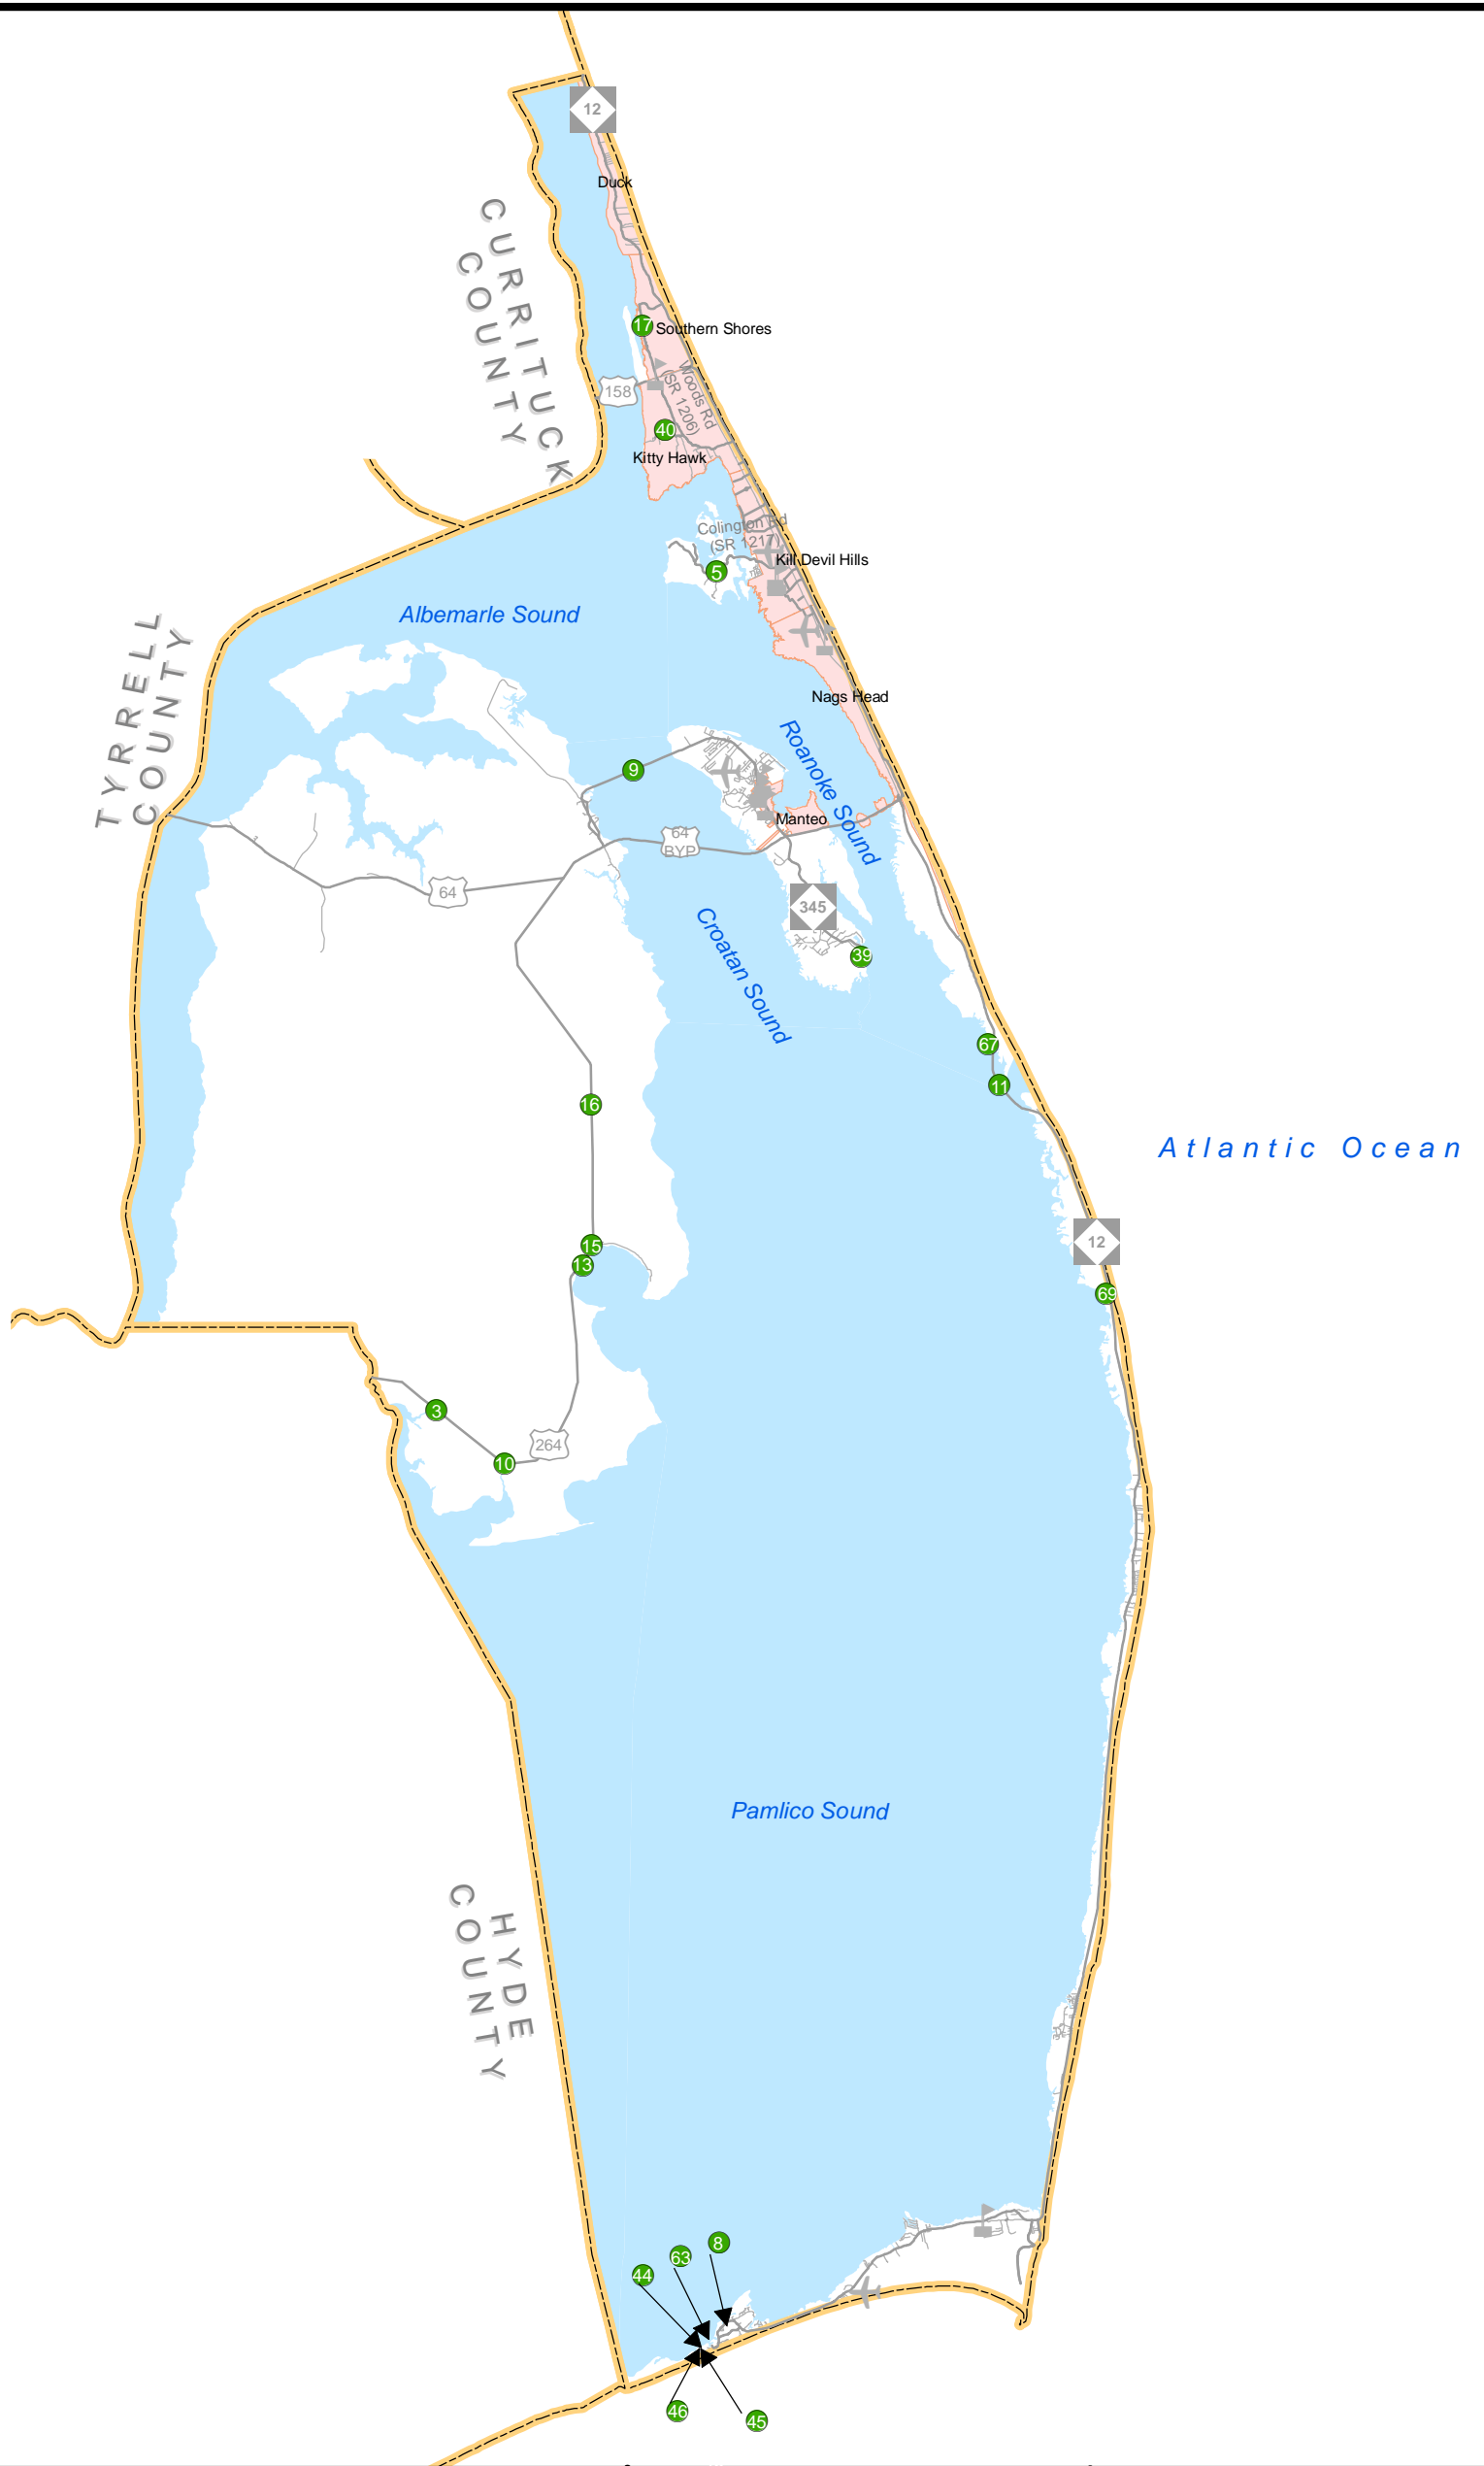 12
Duck
CURRITUCK
COUNTY
17
Southern Shores
158
Woods Rd
(SR 1206)
40
Kitty Hawk
Colington Rd
(SR 1217)
5
Kill Devil Hills
Albemarle Sound
TYRRELL
COUNTY
Nags Head
Roanoke Sound
9
Manteo
64
BYP
64
345
Croatan Sound
39
67
11
16
Atlantic Ocean
12
15
13
69
3
264
10
Pamlico Sound
HYDE
COUNTY
8
63
44
46
45